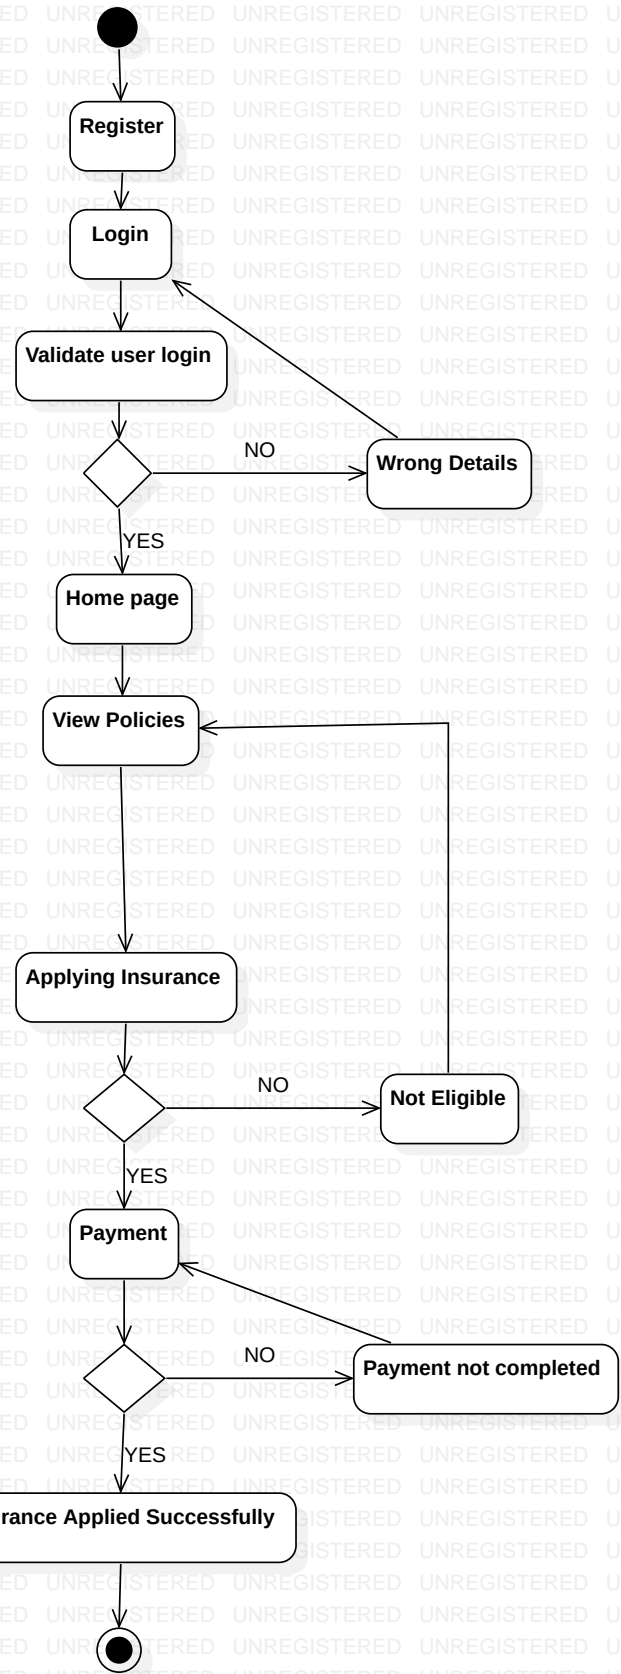 Register
Login
Validate user login
NO
Wrong Details
YES
Home page
View Policies
Applying Insurance
NO
Not Eligible
YES
Payment
NO
Payment not completed
YES
rance Applied Successfully
UNREGISTERED